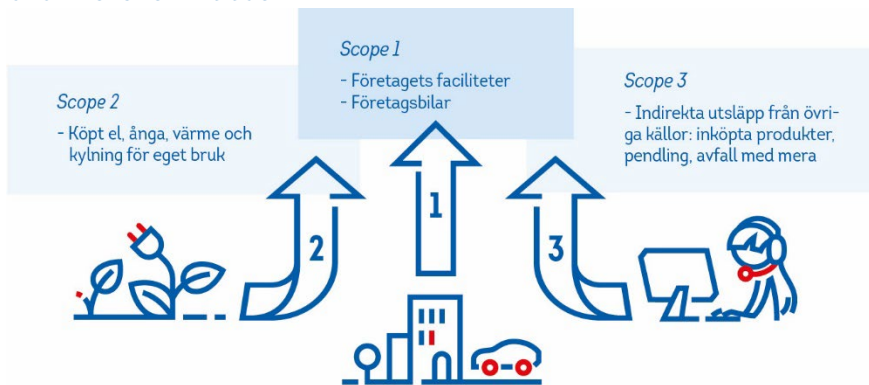 Scope 1
- Företagets faciliteter
- Företagsbilar
Scope 2
- Köpt el, ånga, värme och
kylning för eget bruk
Scope 3
- Indirekta utsläpp från övri-
ga källor: inköpta produkter,
pendling, avfall med mera
2
1
3